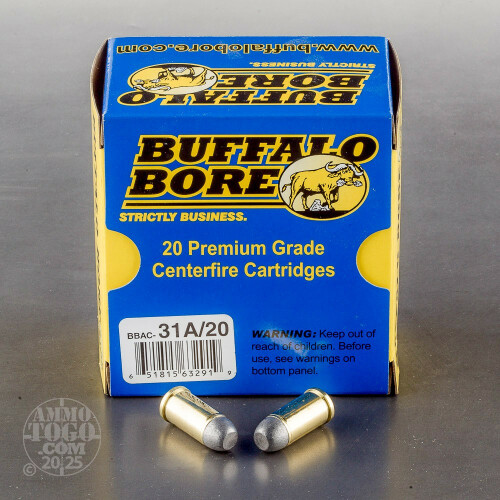 www.buffalobore.com
BUFFALO
BORE
STRICTLY BUSINESS.
BUFFALO
BORE
STRICTLY BUSINESS.
20 Premium Grade
Centerfire Cartridges
BBAC-31A/20
6 51815 63291 9
WARNING: Keep out of
reach of children. Before
use, see warnings on
bottom panel.
AMMO
TOGO.COM
©2025